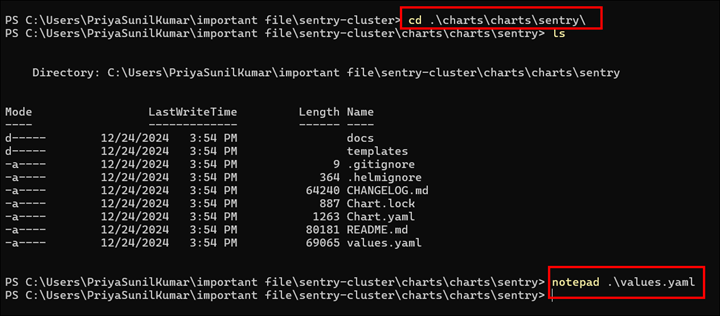 PS C:\Users\PriyaSunilKumar\important file\sentry-cluster> cd .\charts\charts\sentry\
PS C:\Users\PriyaSunilKumar\important file\sentry-cluster\charts\charts\sentry> ls
Directory: C:\Users\PriyaSunilKumar\important file\sentry-cluster\charts\charts\sentry
Mode LastWriteTime Length Name
---- ------------- ------ ----
d----- 12/24/2024 3:54 PM docs
d----- 12/24/2024 3:54 PM templates
-a---- 12/24/2024 3:54 PM 9 .gitignore
-a---- 12/24/2024 3:54 PM 364 .helmignore
-a---- 12/24/2024 3:54 PM 64240 CHANGELOG.md
-a---- 12/24/2024 3:54 PM 887 Chart.lock
-a---- 12/24/2024 3:54 PM 1263 Chart.yaml
-a---- 12/24/2024 3:54 PM 80181 README.md
-a---- 12/24/2024 3:54 PM 69065 values.yaml
PS C:\Users\PriyaSunilKumar\important file\sentry-cluster\charts\charts\sentry> notepad .\values.yaml
PS C:\Users\PriyaSunilKumar\important file\sentry-cluster\charts\charts\sentry>